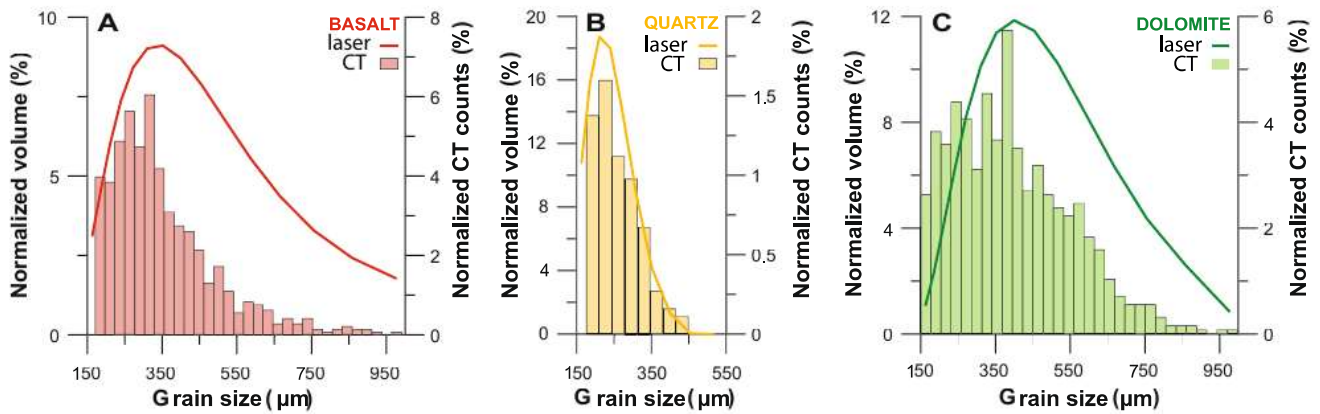 A
BASALT
laser
CT
10
5
0
8
6
4
2
0
150
350
550
750
950
Normalized volume (%)
Normalized CT counts (%)
G rain size (µm)
B
QUARTZ
laser
CT
20
16
12
8
4
0
2
1.5
1
0.5
0
150
350
550
Normalized volume (%)
Normalized CT counts (%)
G rain size (µm)
C
DOLOMITE
laser
CT
12
8
4
0
6
4
2
0
150
350
550
750
950
Normalized volume (%)
Normalized CT counts (%)
G rain size (µm)